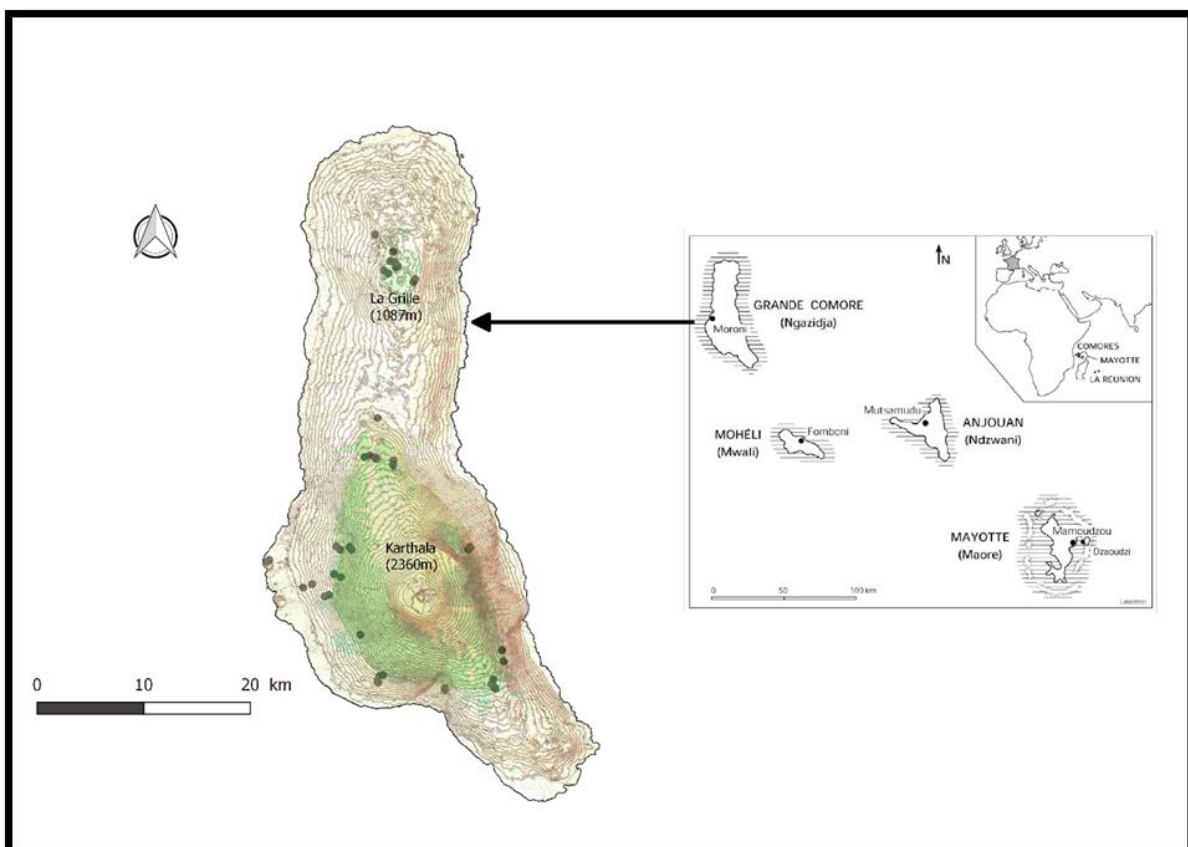 La Grille
(1087m)
Karthala
(2360m)
0 10 20 km
N
GRANDE COMORE
(Ngazidja)
Moroni
COMORES
MAYOTTE
LA REUNION
Mutsamudu
ANJOUAN
(Ndzwani)
MOHÉLI
(Mwali)
Fomboni
MAYOTTE
(Maore)
Mamoudzou
Dzaoudzi
0 50 100 km